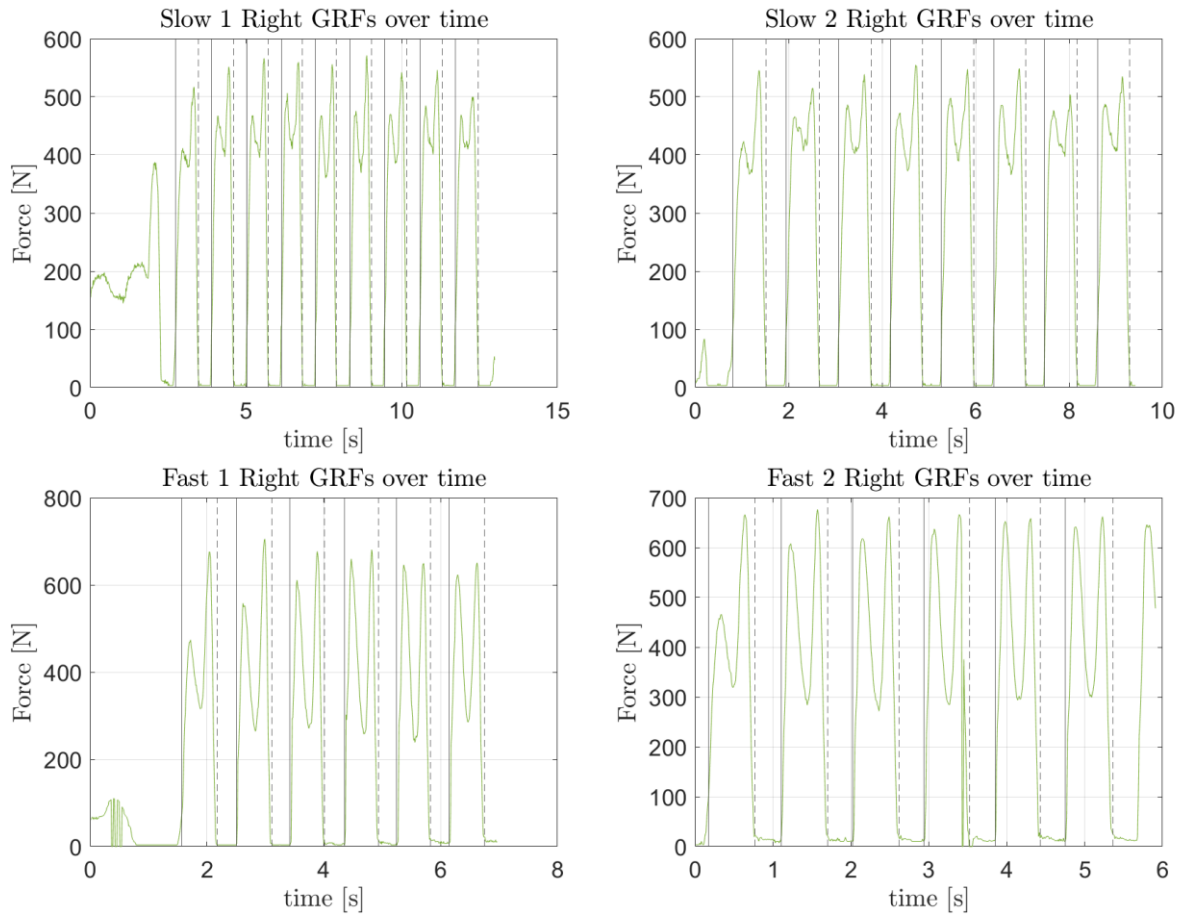 Slow 1 Right GRFs over time
600
500
400
300
200
100
0
Force [N]
0 5 10 15
time [s]
Slow 2 Right GRFs over time
600
500
400
300
200
100
0
Force [N]
0 2 4 6 8 10
time [s]
Fast 1 Right GRFs over time
800
600
400
200
0
Force [N]
0 2 4 6 8
time [s]
Fast 2 Right GRFs over time
700
600
500
400
300
200
100
0
Force [N]
0 1 2 3 4 5 6
time [s]